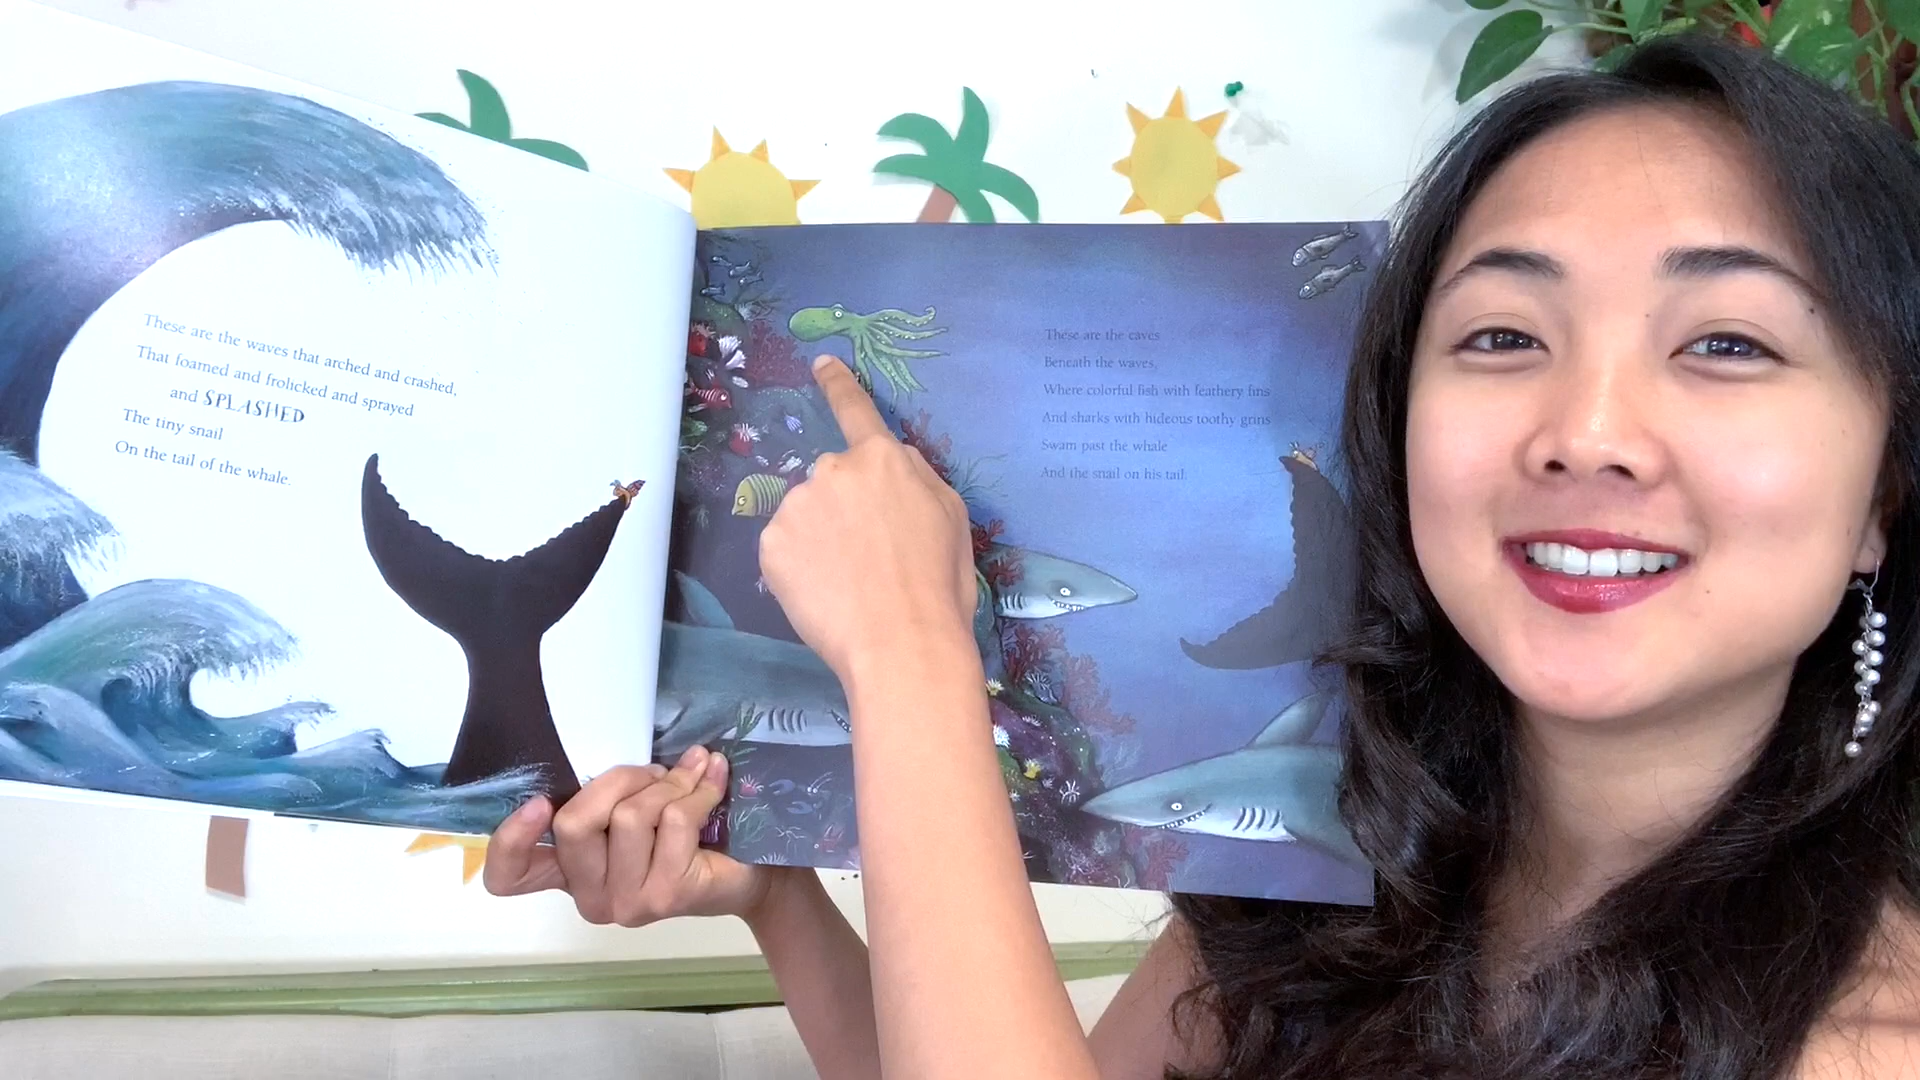 These are the waves that arched and crashed,
That foamed and frolicked and sprayed
and SPLASHED
The tiny snail
On the tail of the whale.
These are the caves
Beneath the waves,
Where colorful fish with feathery fins
And sharks with hideous toothy grins
Swam past the whale
And the snail on his tail.